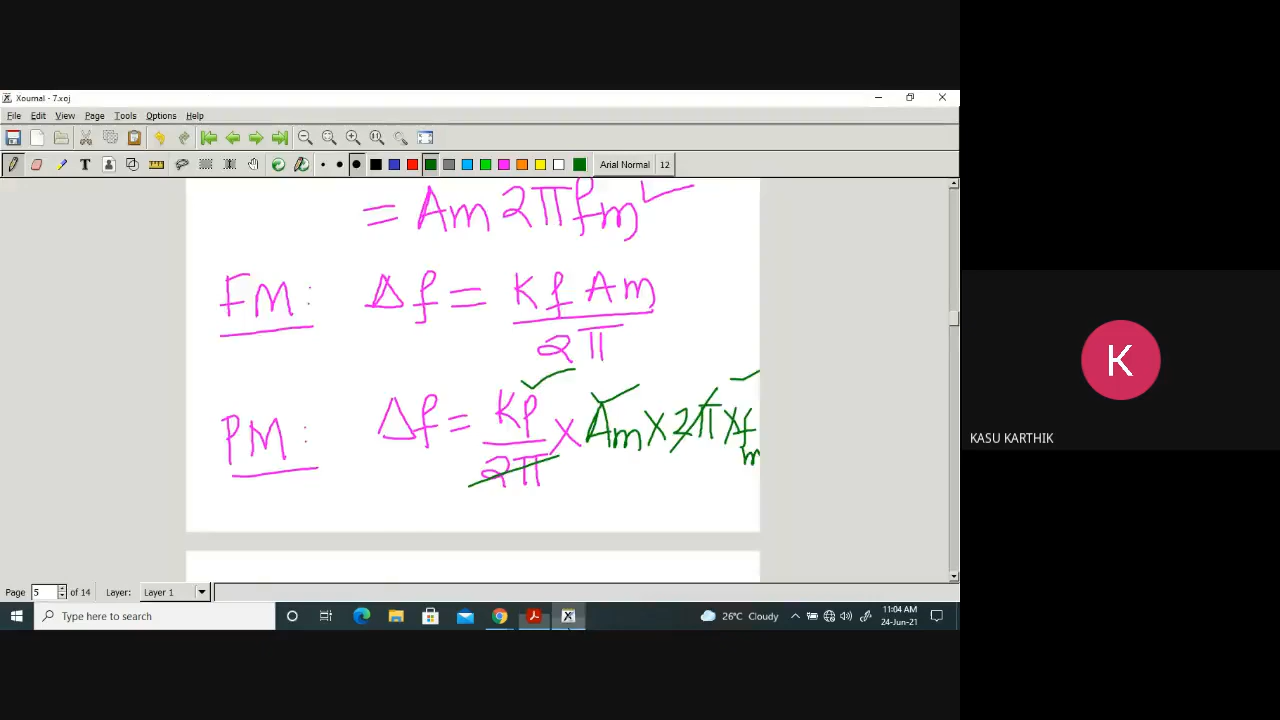 Xournal - 7.xoj
File Edit View Page Tools Options Help
Arial Normal 12
= Am 2π fm
FM: Δf = Kf Am / 2π
PM: Δf = Kp / 2π × Am × 2π × fm
K
KASU KARTHIK
Page 5 of 14 Layer: Layer 1
Type here to search
26°C Cloudy
11:04 AM
24-Jun-21